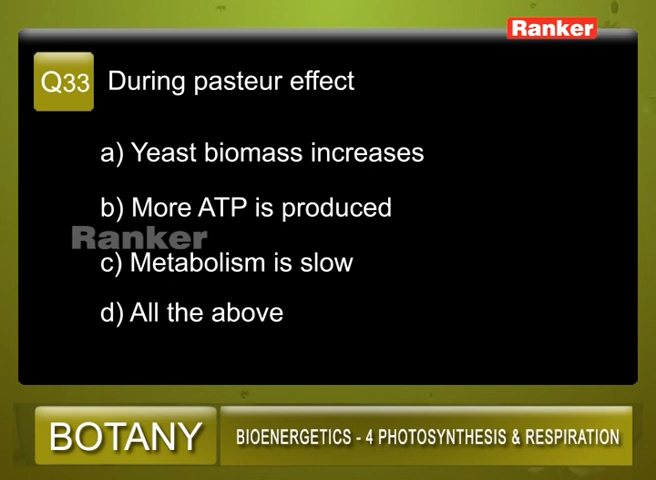 Ranker
Q33 During pasteur effect
a) Yeast biomass increases
b) More ATP is produced
Ranker
c) Metabolism is slow
d) All the above
BOTANY BIOENERGETICS - 4 PHOTOSYNTHESIS & RESPIRATION